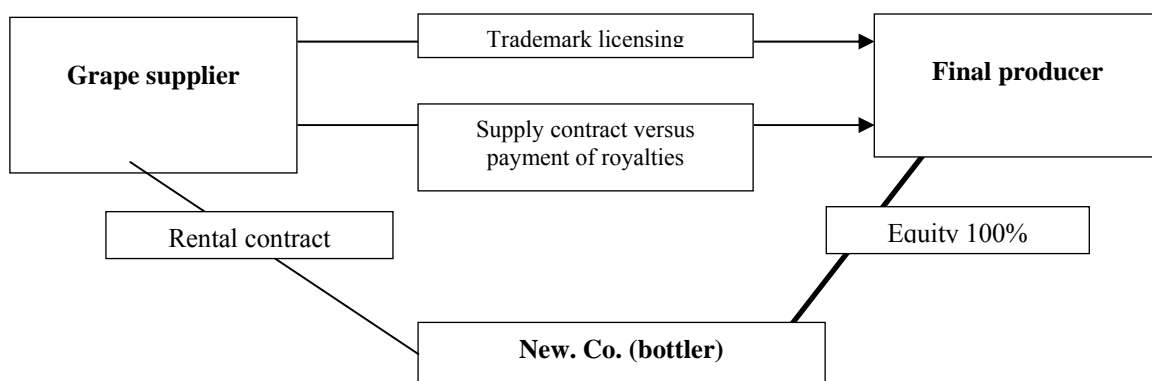 Trademark licensing
Grape supplier
Final producer
Supply contract versus
payment of royalties
Rental contract
Equity 100%
New. Co. (bottler)